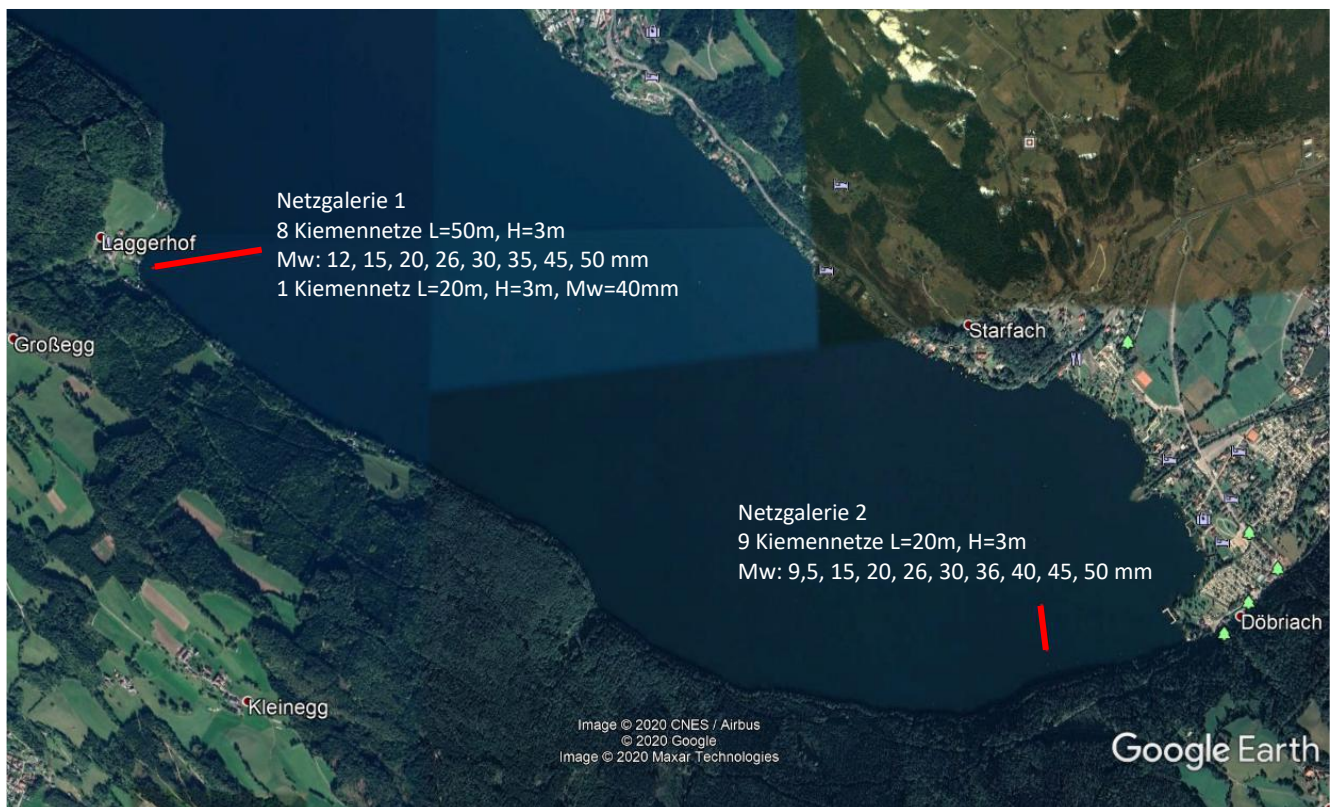 Netzgalerie 1
8 Kiemennetze L=50m, H=3m
Mw: 12, 15, 20, 26, 30, 35, 45, 50 mm
1 Kiemennetz L=20m, H=3m, Mw=40mm
Laggerhof
Großegg
Starfach
Netzgalerie 2
9 Kiemennetze L=20m, H=3m
Mw: 9,5, 15, 20, 26, 30, 36, 40, 45, 50 mm
Döbriach
Kleinegg
Image © 2020 CNES / Airbus
© 2020 Google
Image © 2020 Maxar Technologies
Google Earth